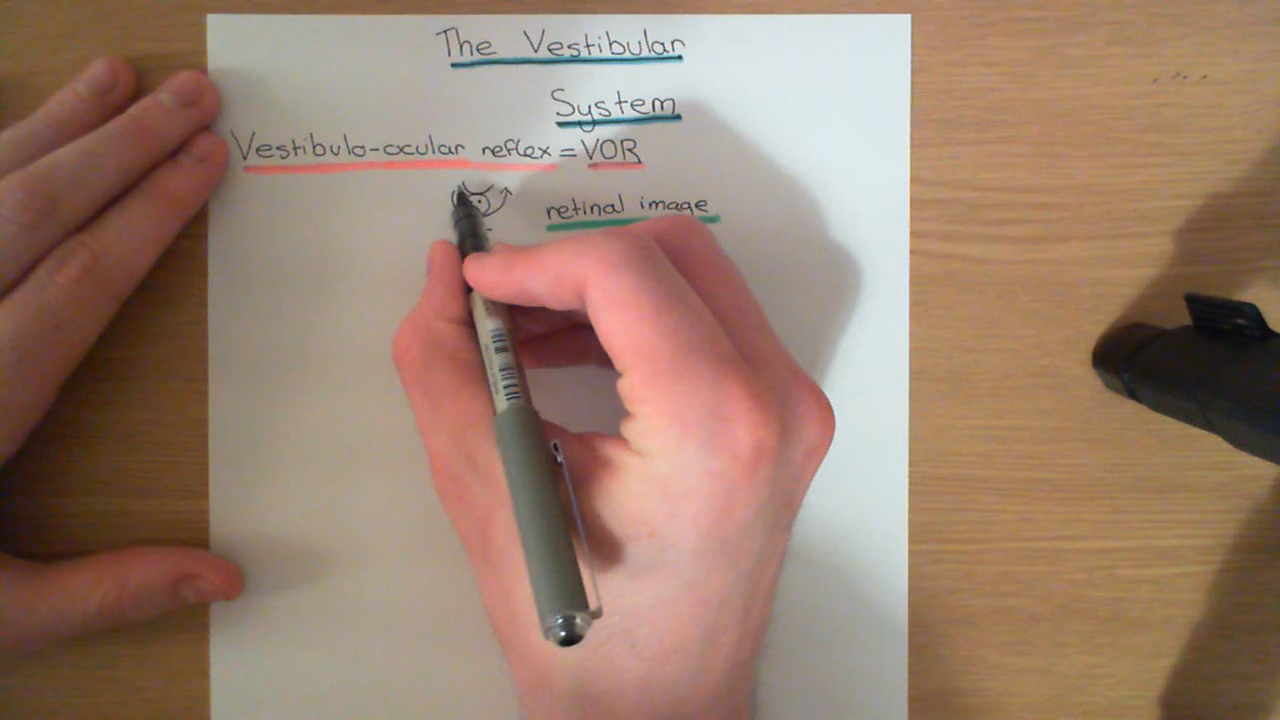 The Vestibular
System
Vestibulo-ocular reflex = VOR
retinal image